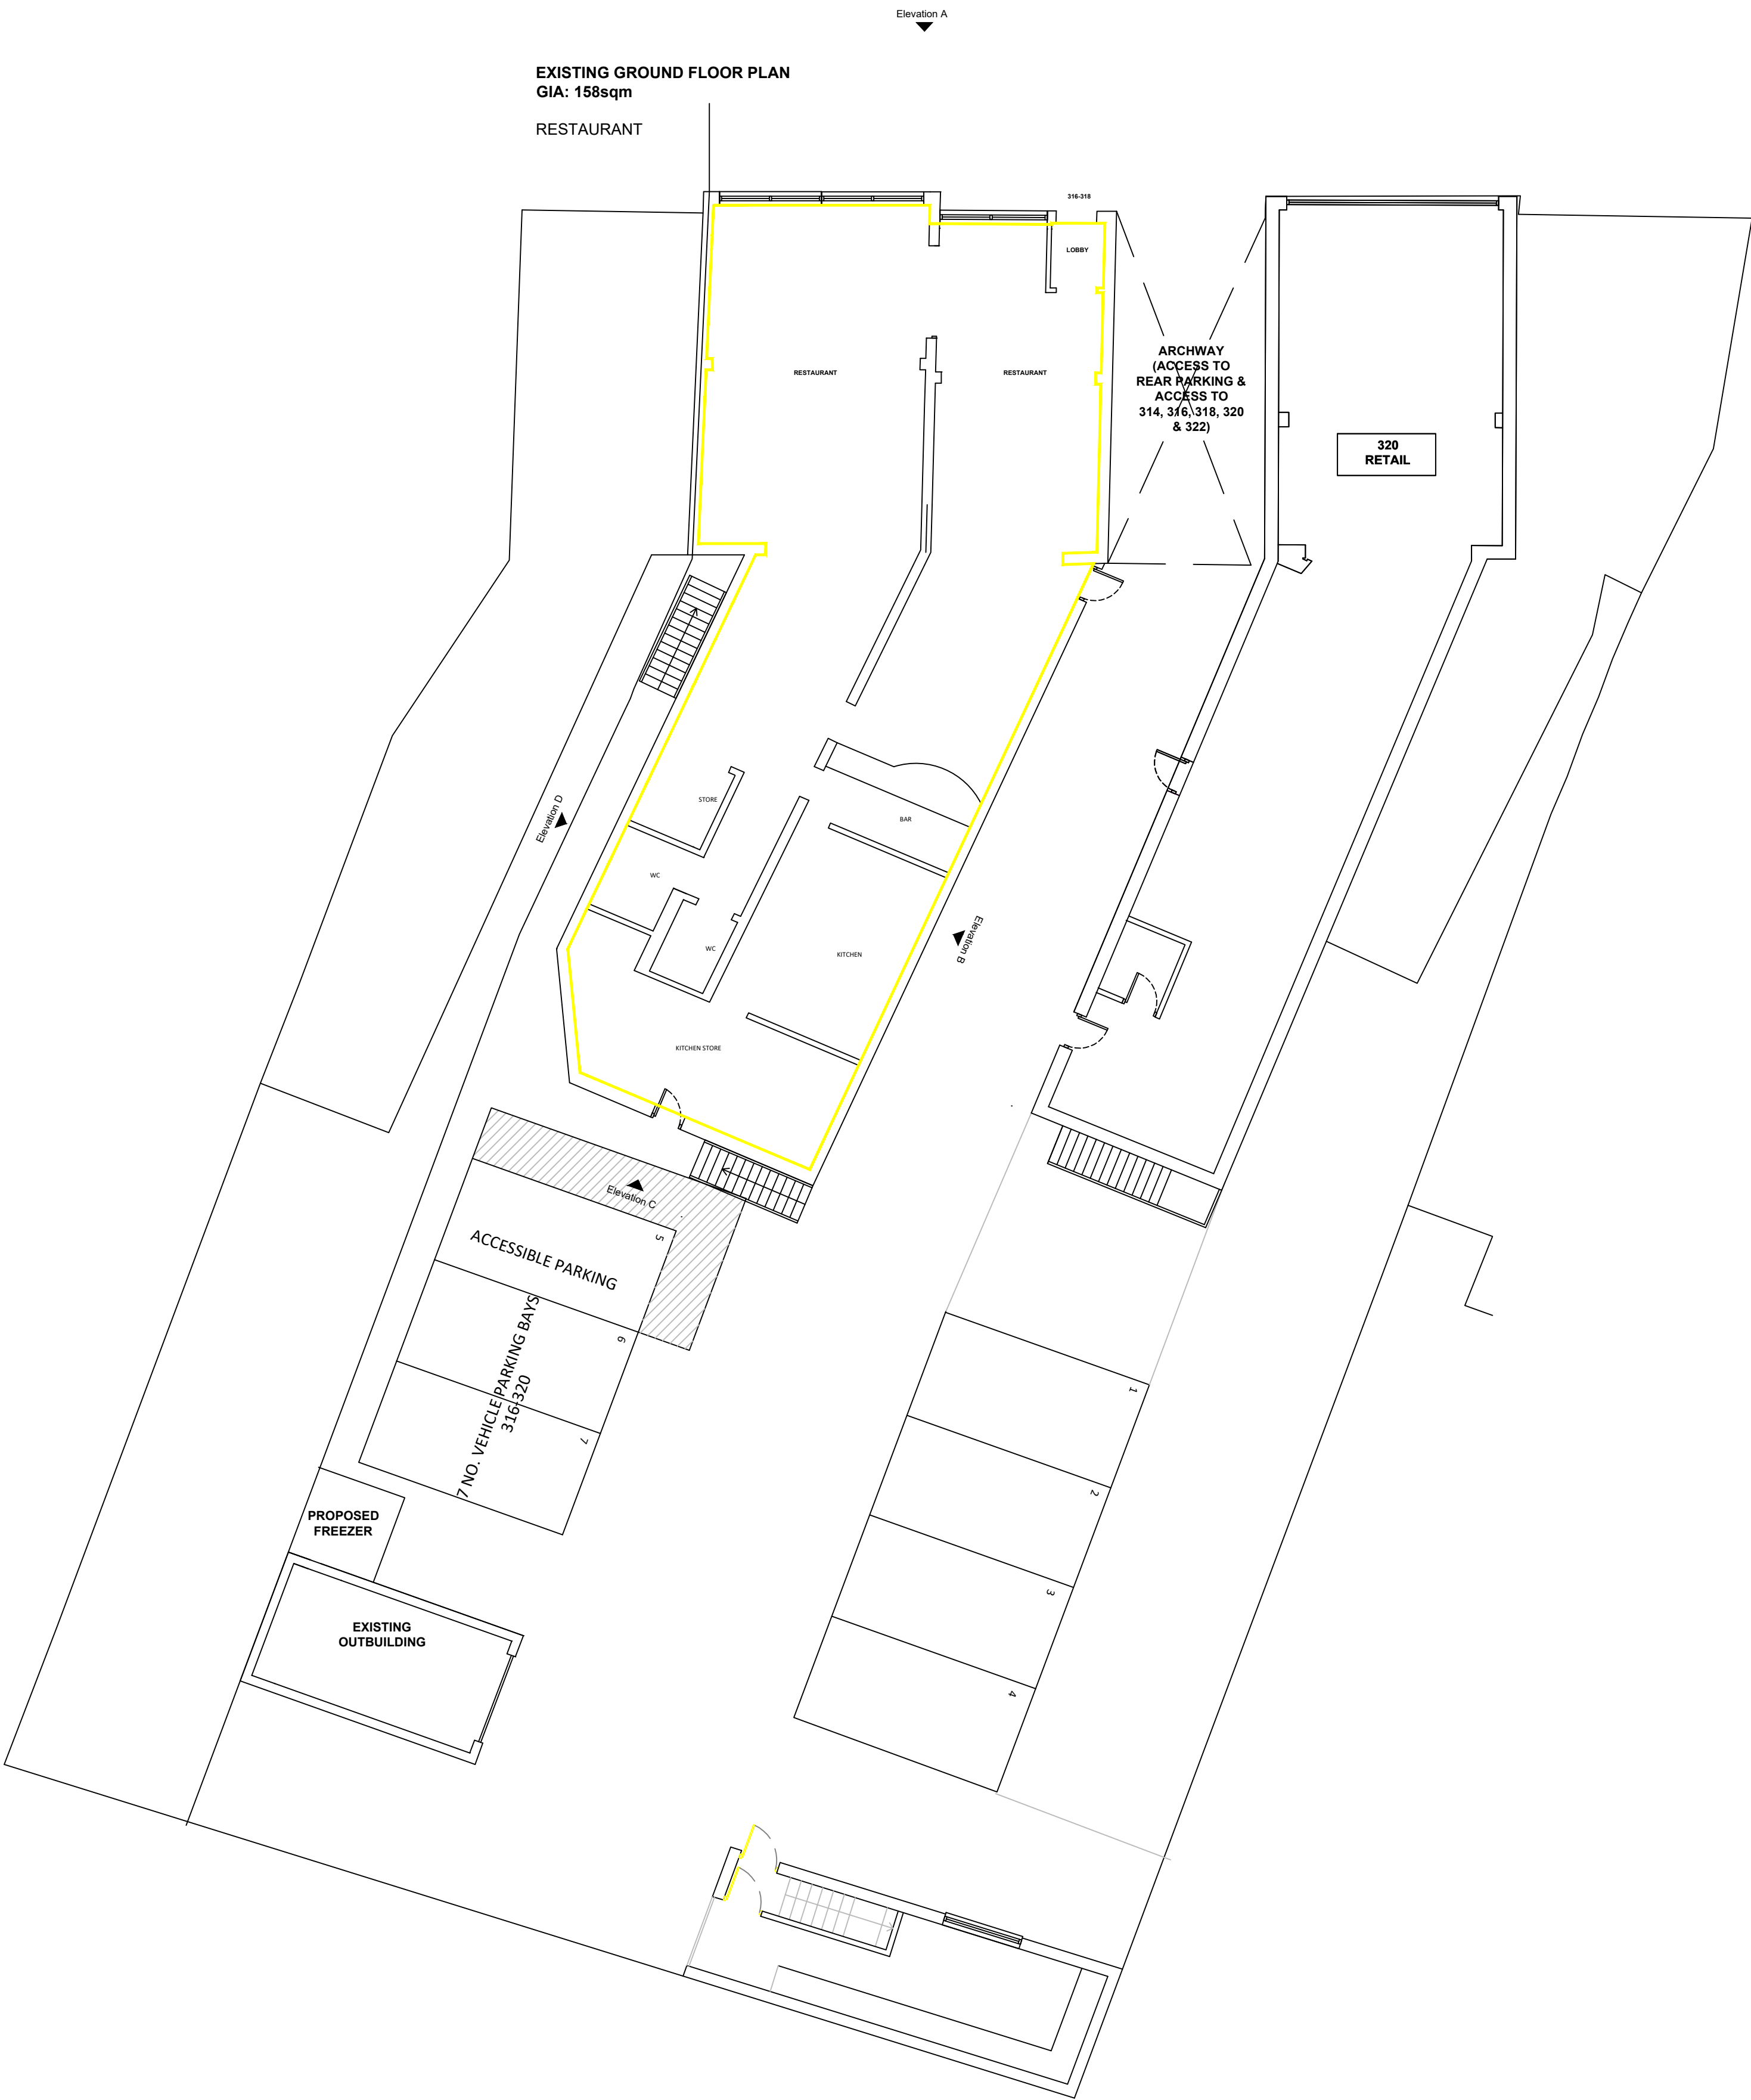 Elevation A
EXISTING GROUND FLOOR PLAN
GIA: 158sqm
RESTAURANT
316-318
LOBBY
RESTAURANT
RESTAURANT
ARCHWAY
(ACCESS TO
REAR PARKING &
ACCESS TO
314, 316, 318, 320
& 322)
320
RETAIL
STORE
BAR
Elevation D
WC
WC
KITCHEN
Elevation B
KITCHEN STORE
Elevation C
ACCESSIBLE PARKING
5
6
7
7 NO. VEHICLE PARKING BAYS
316-320
1
2
3
4
PROPOSED
FREEZER
EXISTING
OUTBUILDING